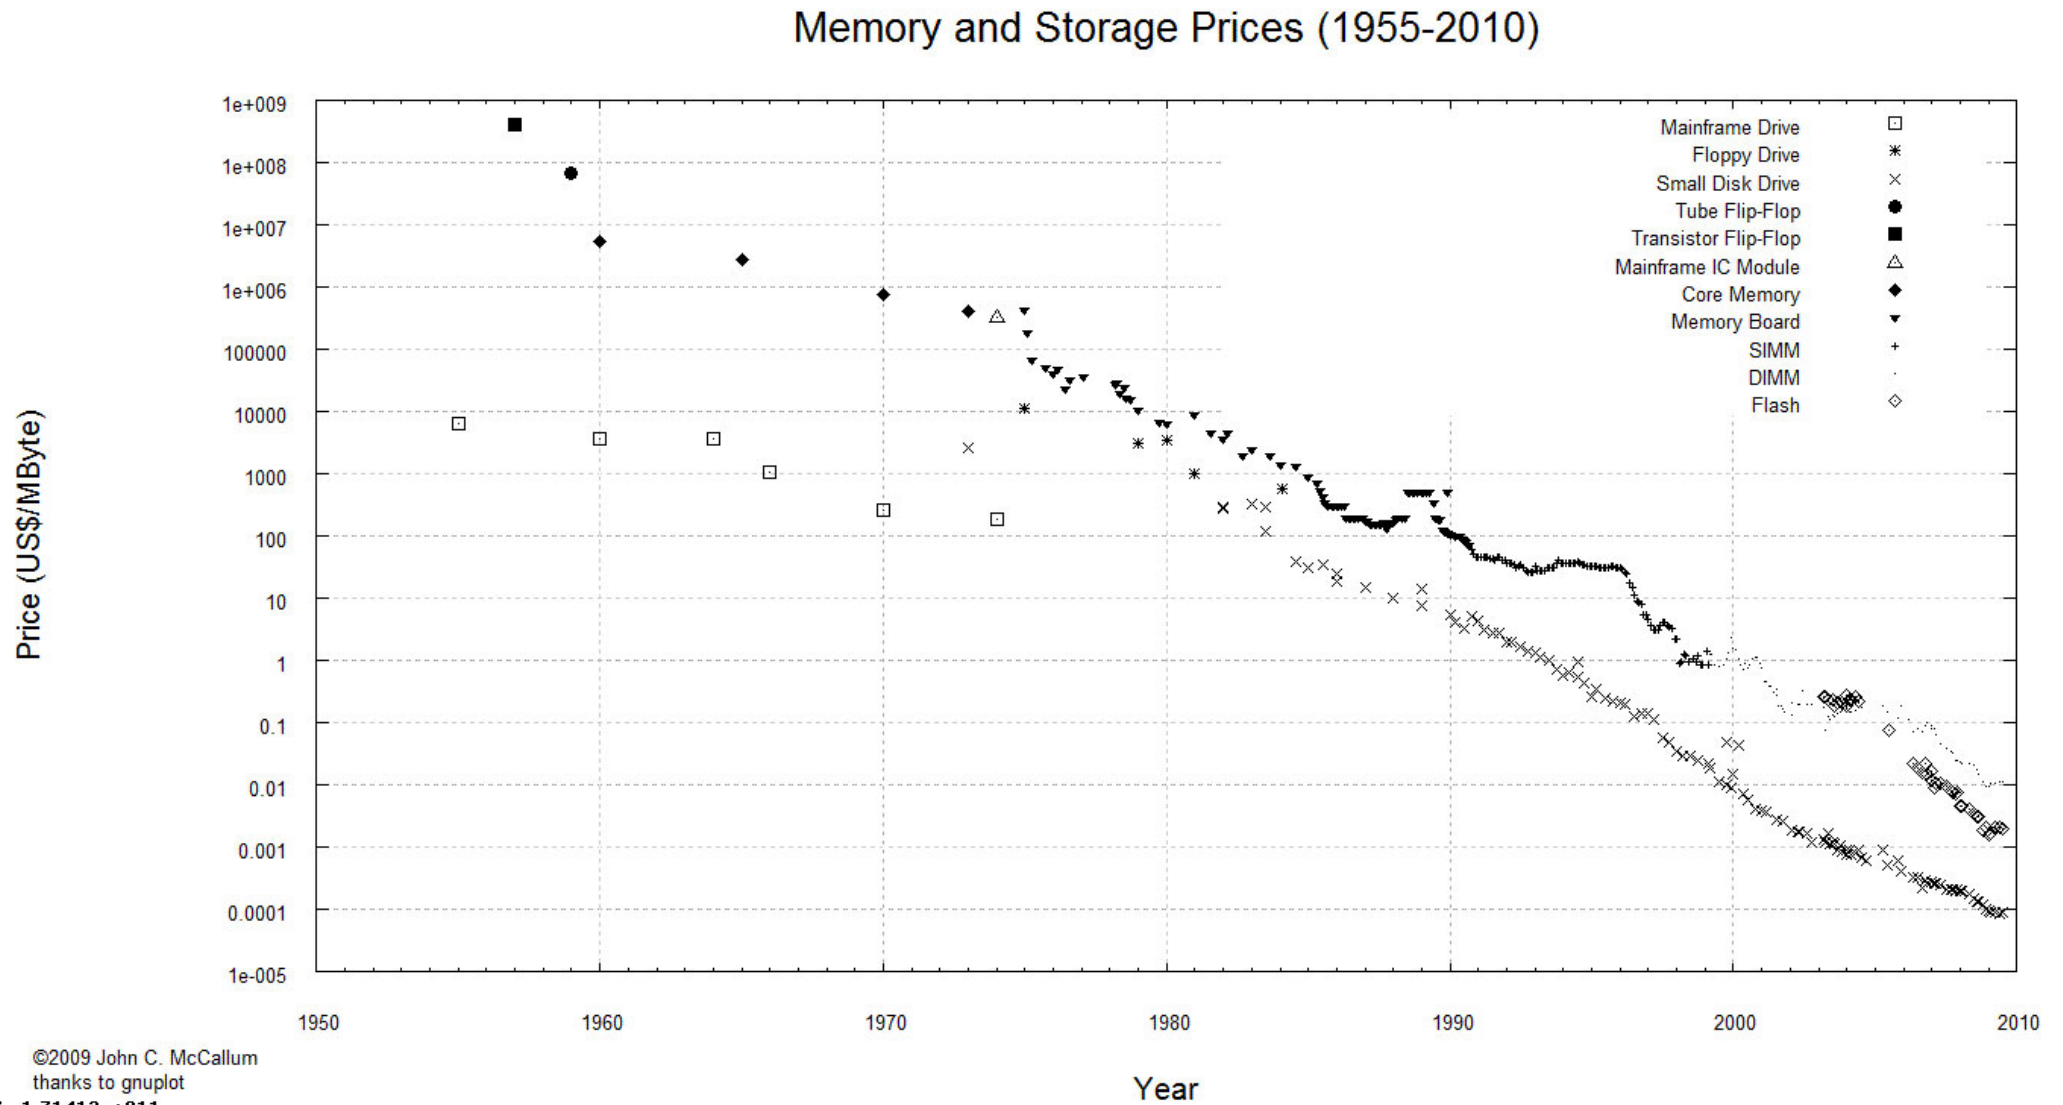 Memory and Storage Prices (1955-2010)
1e+009
1e+008
1e+007
1e+006
100000
10000
1000
100
10
1
0.1
0.01
0.001
0.0001
1e-005
Price (US$/MByte)
Mainframe Drive
Floppy Drive
Small Disk Drive
Tube Flip-Flop
Transistor Flip-Flop
Mainframe IC Module
Core Memory
Memory Board
SIMM
DIMM
Flash
1950 1960 1970 1980 1990 2000 2010
Year
©2009 John C. McCallum
thanks to gnuplot